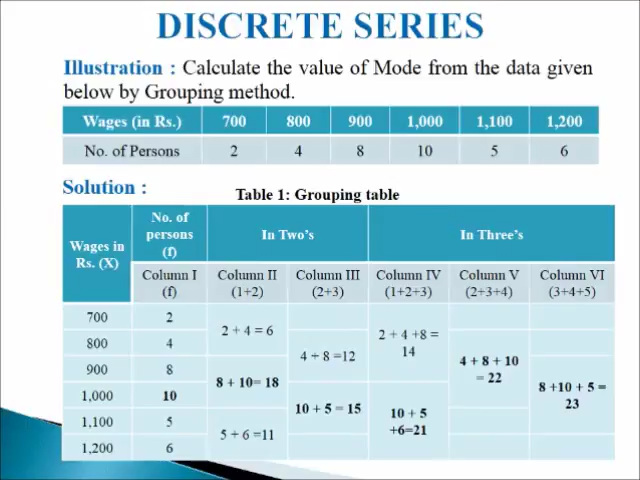 DISCRETE SERIES
Illustration : Calculate the value of Mode from the data given
below by Grouping method.
Wages (in Rs.) 700 800 900 1,000 1,100 1,200
No. of Persons 2 4 8 10 5 6
Solution :
Table 1: Grouping table
Wages in Rs. (X) No. of persons (f) In Two's In Three's
Column I (f) Column II (1+2) Column III (2+3) Column IV (1+2+3) Column V (2+3+4) Column VI (3+4+5)
700 2
2 + 4 = 6
2 + 4 +8 = 14
800 4
4 + 8 =12
4 + 8 + 10 = 22
900 8
8 + 10= 18
8 +10 + 5 = 23
1,000 10
10 + 5 = 15
10 + 5 +6=21
1,100 5
5 + 6 =11
1,200 6